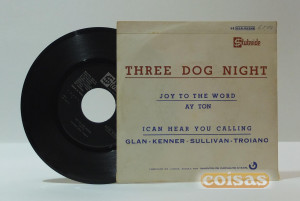 Stateside
THREE DOG NIGHT
JOY TO THE WORD
AY TON
ICAN HEAR YOU CALLING
GLAN - KENNER - SULLIVAN - TROIANO
coisas